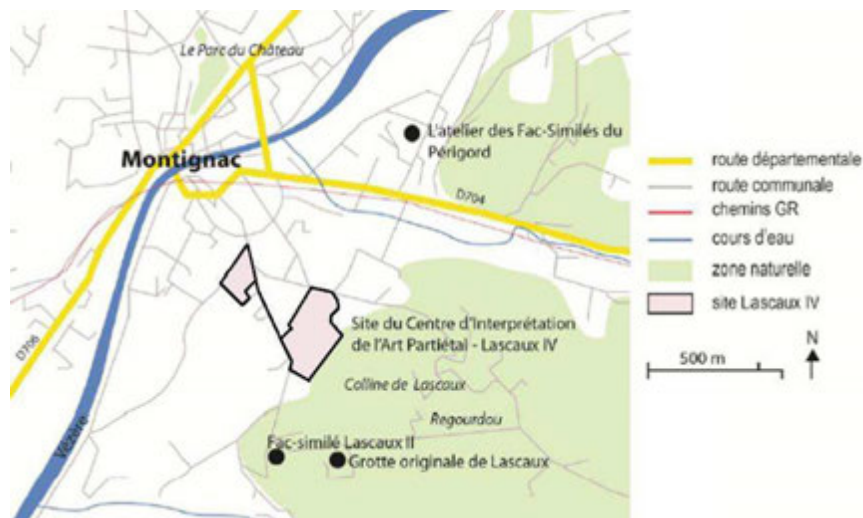 Le Parc du Château
L'atelier des Fac-Similés du
Périgord
Montignac
D704
Site du Centre d'Interprétation
de l'Art Partiétal - Lascaux IV
Colline de Lascaux
Regourdou
Fac-similé Lascaux II
Grotte originale de Lascaux
D706
Vézère
route départementale
route communale
chemins GR
cours d'eau
zone naturelle
site Lascaux IV
500 m
N